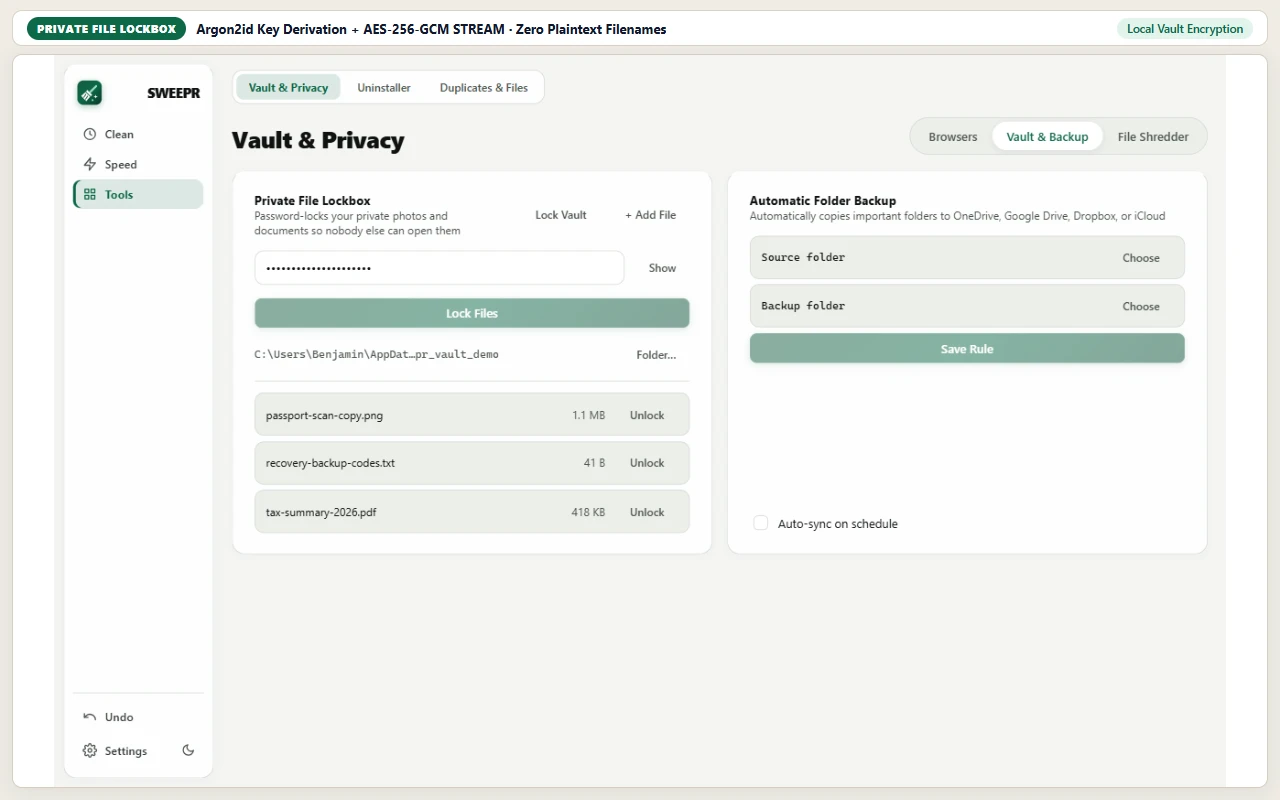 PRIVATE FILE LOCKBOX Argon2id Key Derivation + AES-256-GCM STREAM · Zero Plaintext Filenames Local Vault Encryption
SWEEPR
Clean
Speed
Tools
Undo
Settings
Vault & Privacy Uninstaller Duplicates & Files
Vault & Privacy
Browsers Vault & Backup File Shredder
Private File Lockbox
Password-locks your private photos and
documents so nobody else can open them
Lock Vault + Add File
••••••••••••••••••••• Show
Lock Files
C:\Users\Benjamin\AppDat…pr_vault_demo Folder...
passport-scan-copy.png 1.1 MB Unlock
recovery-backup-codes.txt 41 B Unlock
tax-summary-2026.pdf 418 KB Unlock
Automatic Folder Backup
Automatically copies important folders to OneDrive, Google Drive, Dropbox, or iCloud
Source folder Choose
Backup folder Choose
Save Rule
Auto-sync on schedule